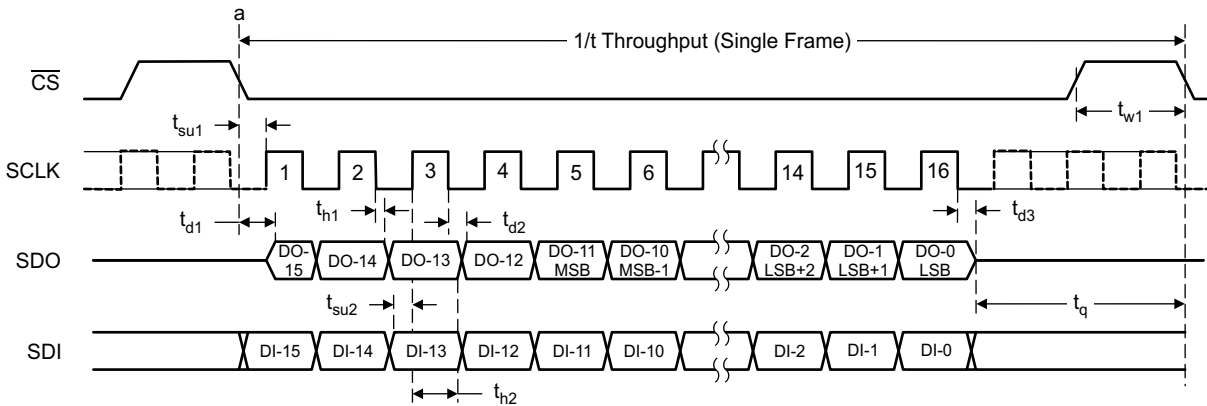 a
1/t Throughput (Single Frame)
CS
t_w1
t_su1
SCLK
1
2
3
4
5
6
14
15
16
t_d1
t_h1
t_d2
t_d3
SDO
DO-
15
DO-14
DO-13
DO-12
DO-11
MSB
DO-10
MSB-1
DO-2
LSB+2
DO-1
LSB+1
DO-0
LSB
t_su2
t_q
SDI
DI-15
DI-14
DI-13
DI-12
DI-11
DI-10
DI-2
DI-1
DI-0
t_h2